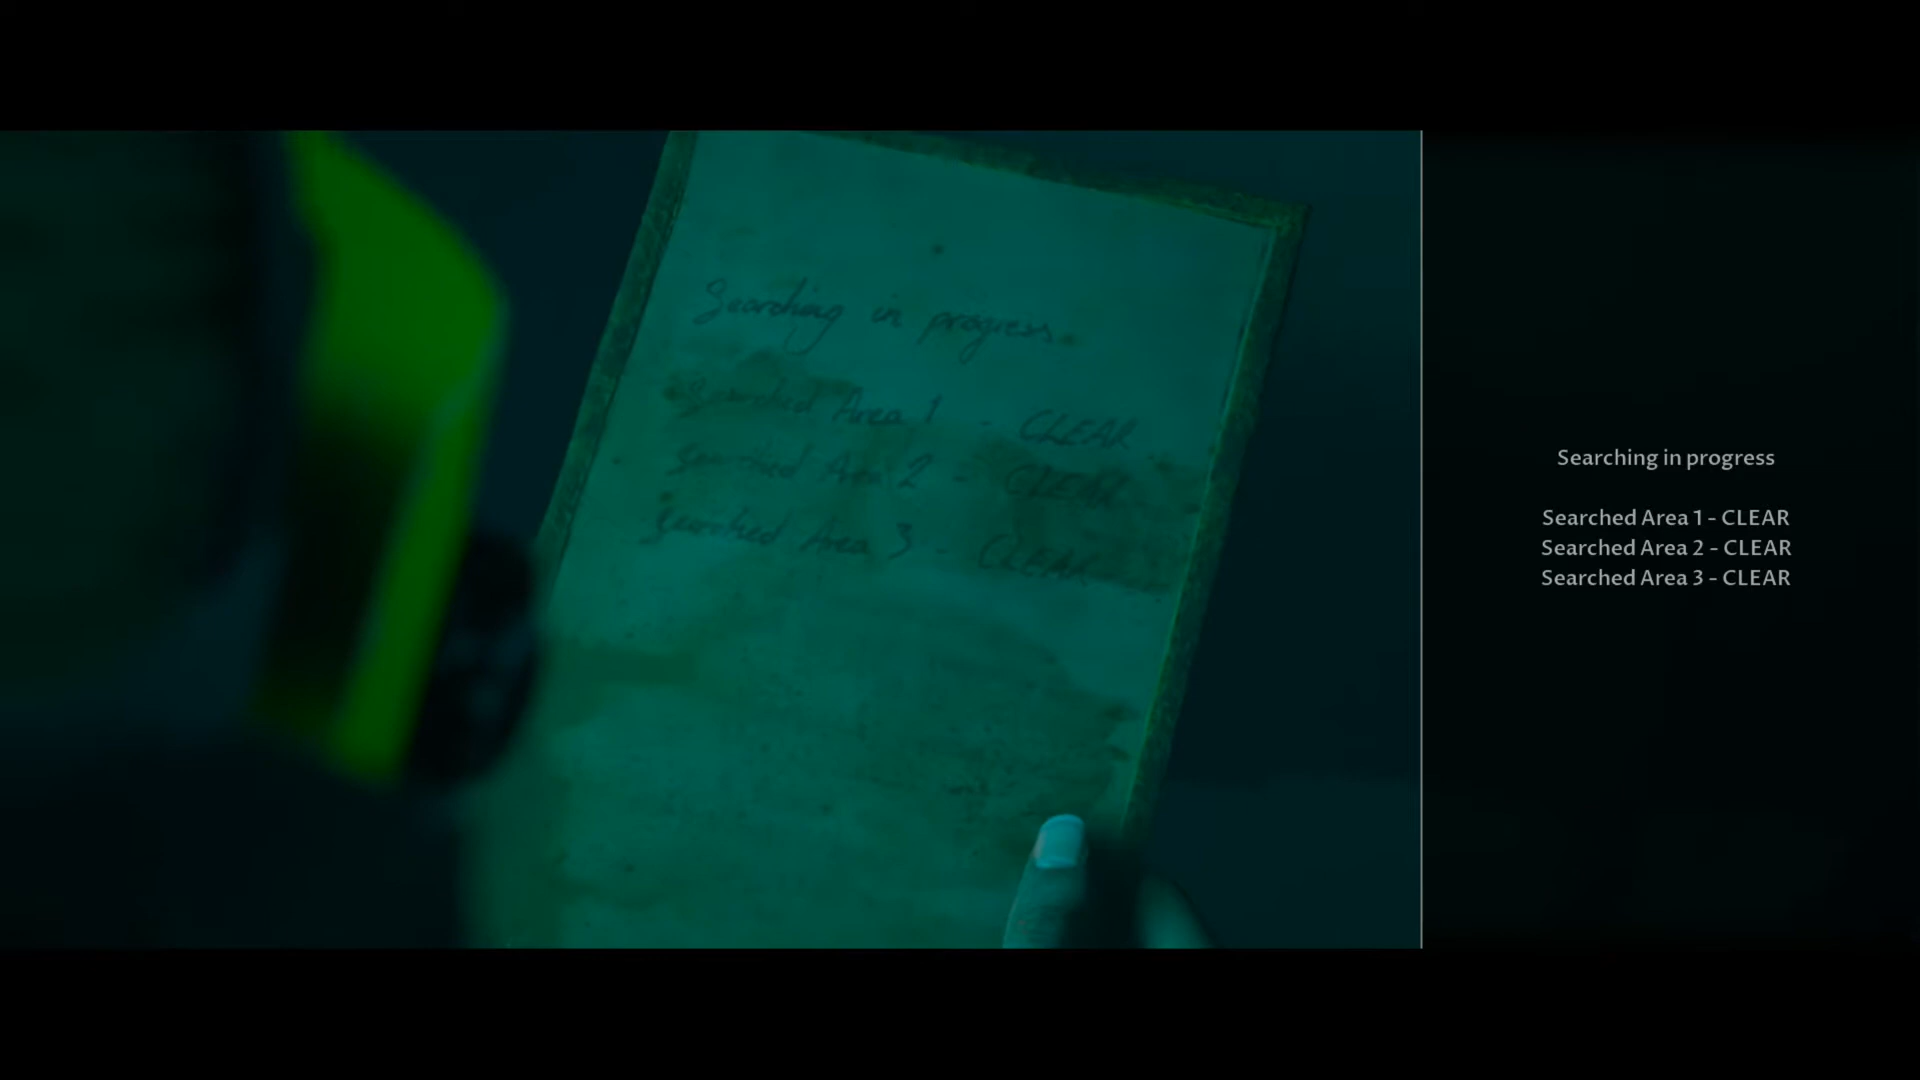 Searching in progress.
Searched Area 1 - CLEAR
Searched Area 2 - CLEAR
Searched Area 3 - CLEAR
Searching in progress
Searched Area 1 - CLEAR
Searched Area 2 - CLEAR
Searched Area 3 - CLEAR